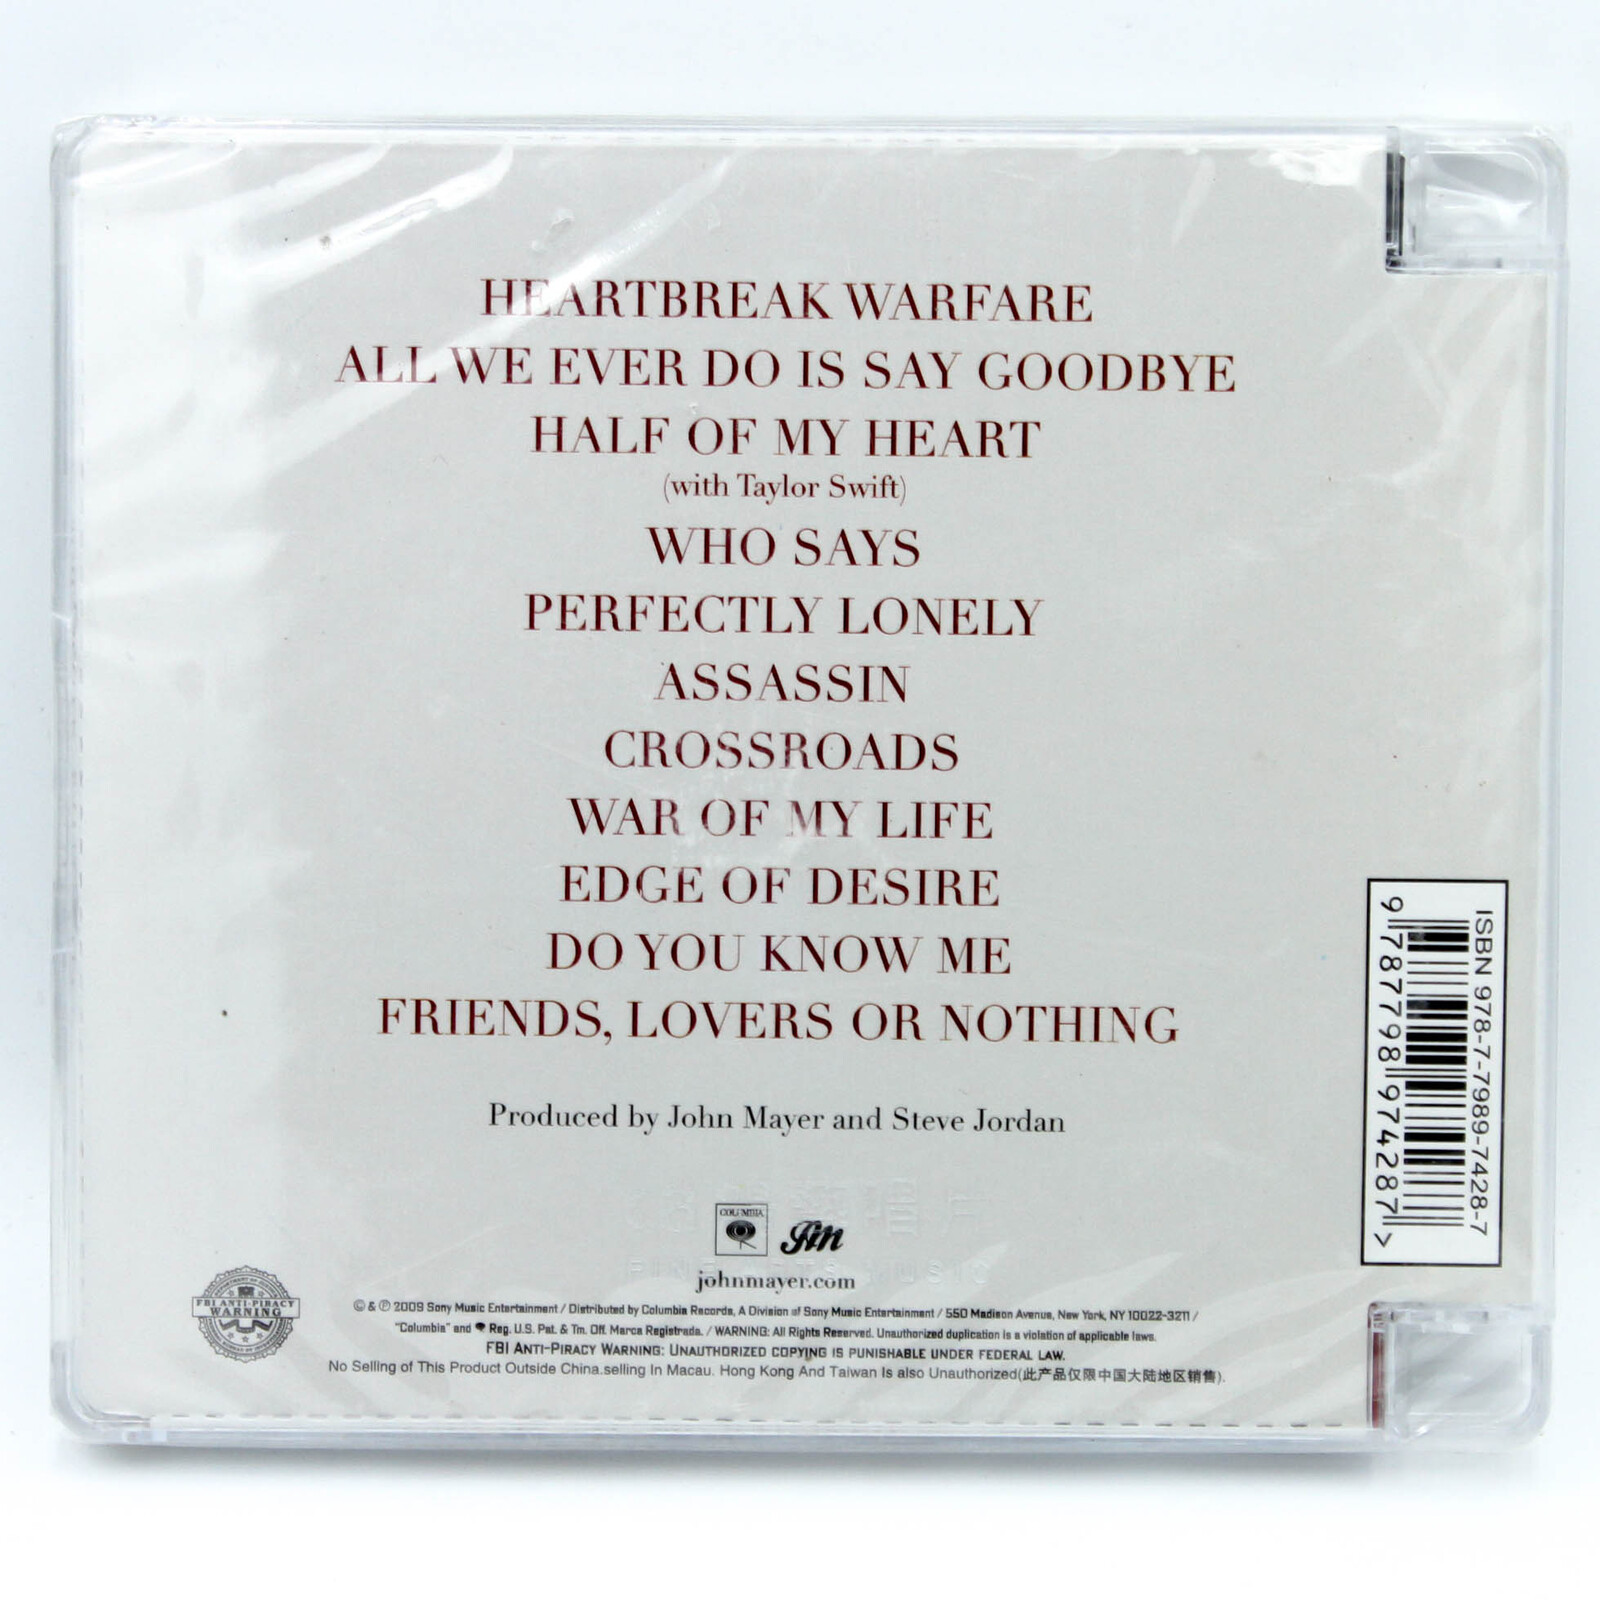 HEARTBREAK WARFARE
ALL WE EVER DO IS SAY GOODBYE
HALF OF MY HEART
(with Taylor Swift)
WHO SAYS
PERFECTLY LONELY
ASSASSIN
CROSSROADS
WAR OF MY LIFE
EDGE OF DESIRE
DO YOU KNOW ME
FRIENDS, LOVERS OR NOTHING
Produced by John Mayer and Steve Jordan
COLUMBIA
JM
johnmayer.com
FBI ANTI-PIRACY
WARNING
© & ℗ 2009 Sony Music Entertainment / Distributed by Columbia Records, A Division of Sony Music Entertainment / 550 Madison Avenue, New York, NY 10022-3211 /
"Columbia" and Reg. U.S. Pat. & Tm. Off. Marca Registrada. / WARNING: All Rights Reserved. Unauthorized duplication is a violation of applicable laws.
FBI ANTI-PIRACY WARNING: UNAUTHORIZED COPYING IS PUNISHABLE UNDER FEDERAL LAW.
No Selling of This Product Outside China.selling In Macau. Hong Kong And Taiwan Is also Unauthorized(此产品仅限中国大陆地区销售).
ISBN 978-7-7989-7428-7
9 787798 974287 >